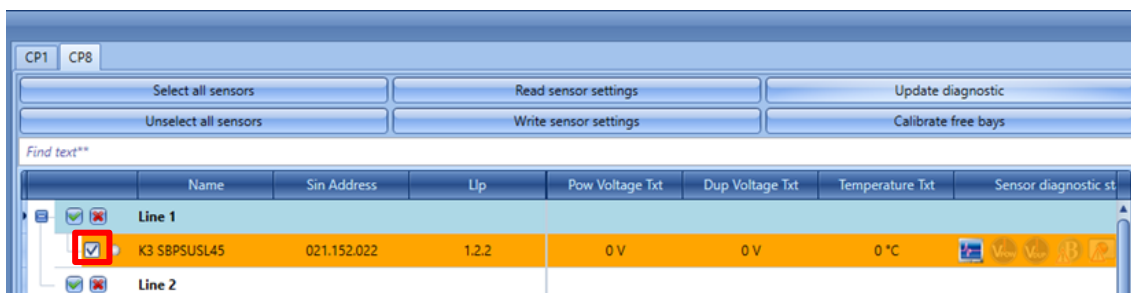 CP1 CP8
Select all sensors Read sensor settings Update diagnostic
Unselect all sensors Write sensor settings Calibrate free bays
Find text**
Name Sin Address Llp Pow Voltage Txt Dup Voltage Txt Temperature Txt Sensor diagnostic st
Line 1
K3 SBPSUSL45 021.152.022 1.2.2 0 V 0 V 0 °C
Line 2